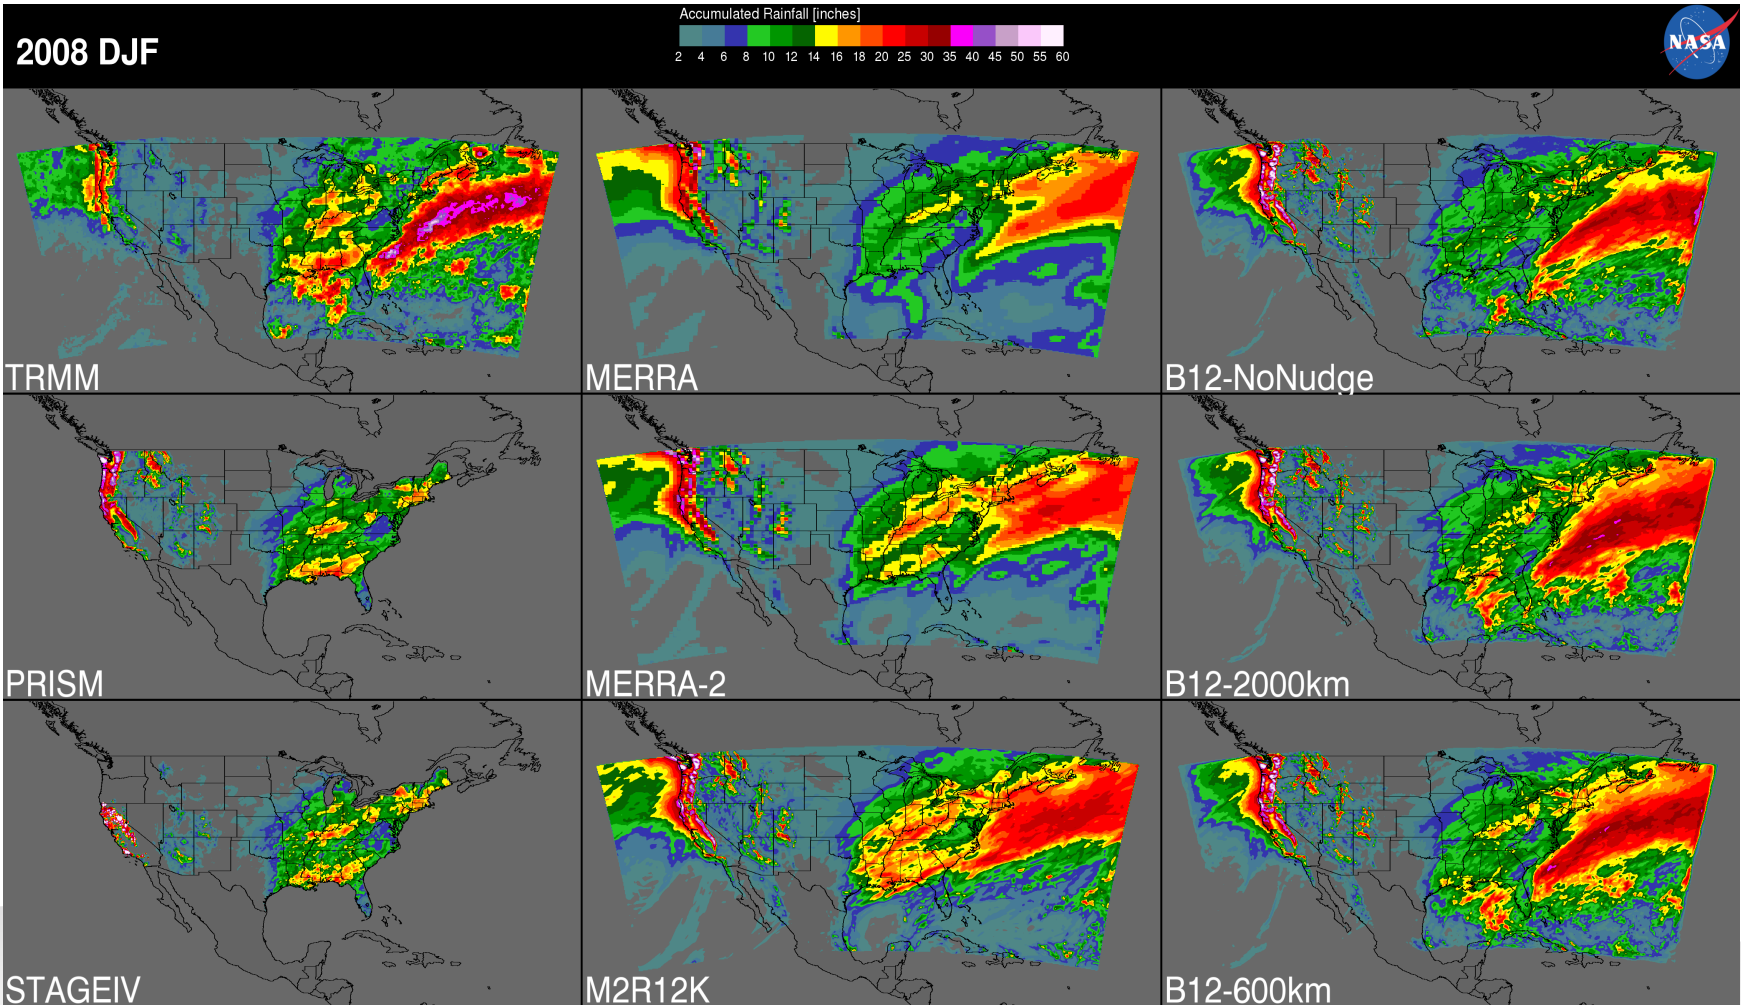 Accumulated Rainfall [inches]
2008 DJF
2 4 6 8 10 12 14 16 18 20 25 30 35 40 45 50 55 60
NASA
TRMM
MERRA
B12-NoNudge
PRISM
MERRA-2
B12-2000km
STAGEIV
M2R12K
B12-600km